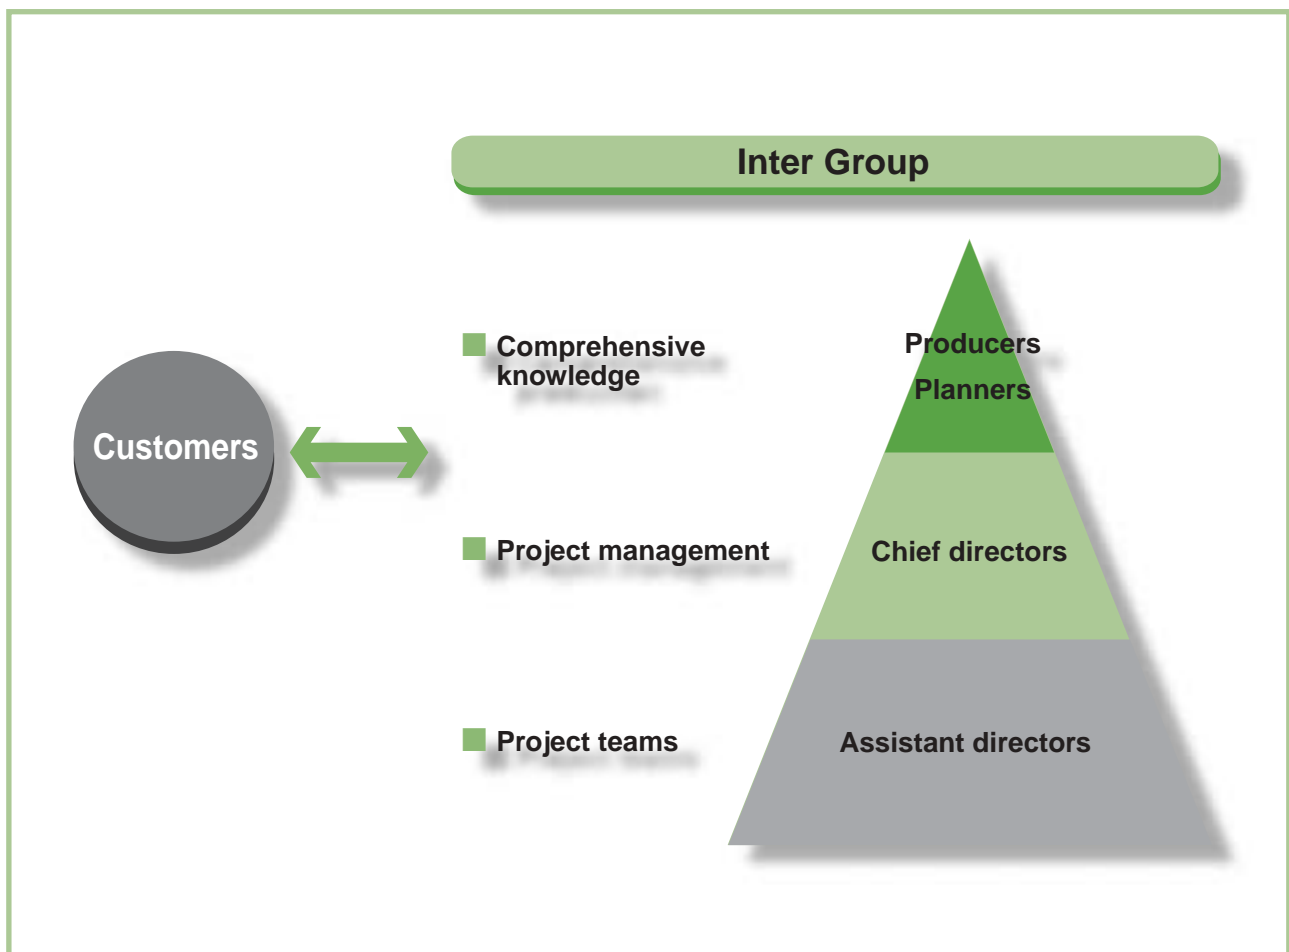 Inter Group
Customers
Comprehensive
knowledge
Producers
Planners
Project management
Chief directors
Project teams
Assistant directors